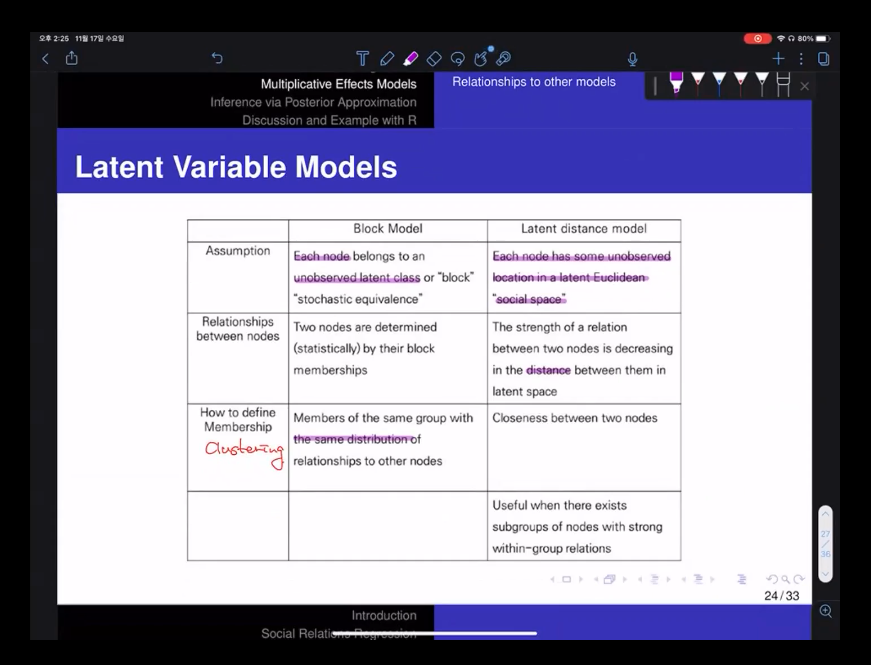 오후 2:25 11월 17일 수요일
80%
T
Multiplicative Effects Models
Relationships to other models
Inference via Posterior Approximation
Discussion and Example with R
Latent Variable Models
Block Model
Latent distance model
Assumption
Each node belongs to an
unobserved latent class or "block"
"stochastic equivalence"
Each node has some unobserved
location in a latent Euclidean
"social space"
Relationships
between nodes
Two nodes are determined
(statistically) by their block
memberships
The strength of a relation
between two nodes is decreasing
in the distance between them in
latent space
How to define
Membership
Clustering
Members of the same group with
the same distribution of
relationships to other nodes
Closeness between two nodes
Useful when there exists
subgroups of nodes with strong
within-group relations
27
/
36
24/33
Introduction
Social Relations Regression